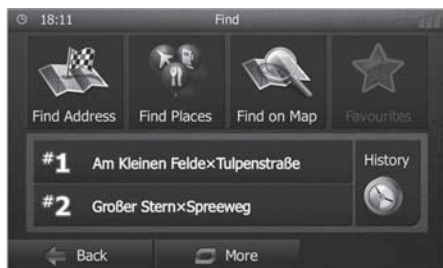 18:11 Find
Find Address Find Places Find on Map Favourites
#1 Am Kleinen Felde×Tulpenstraße History
#2 Großer Stern×Spreeweg
Back More